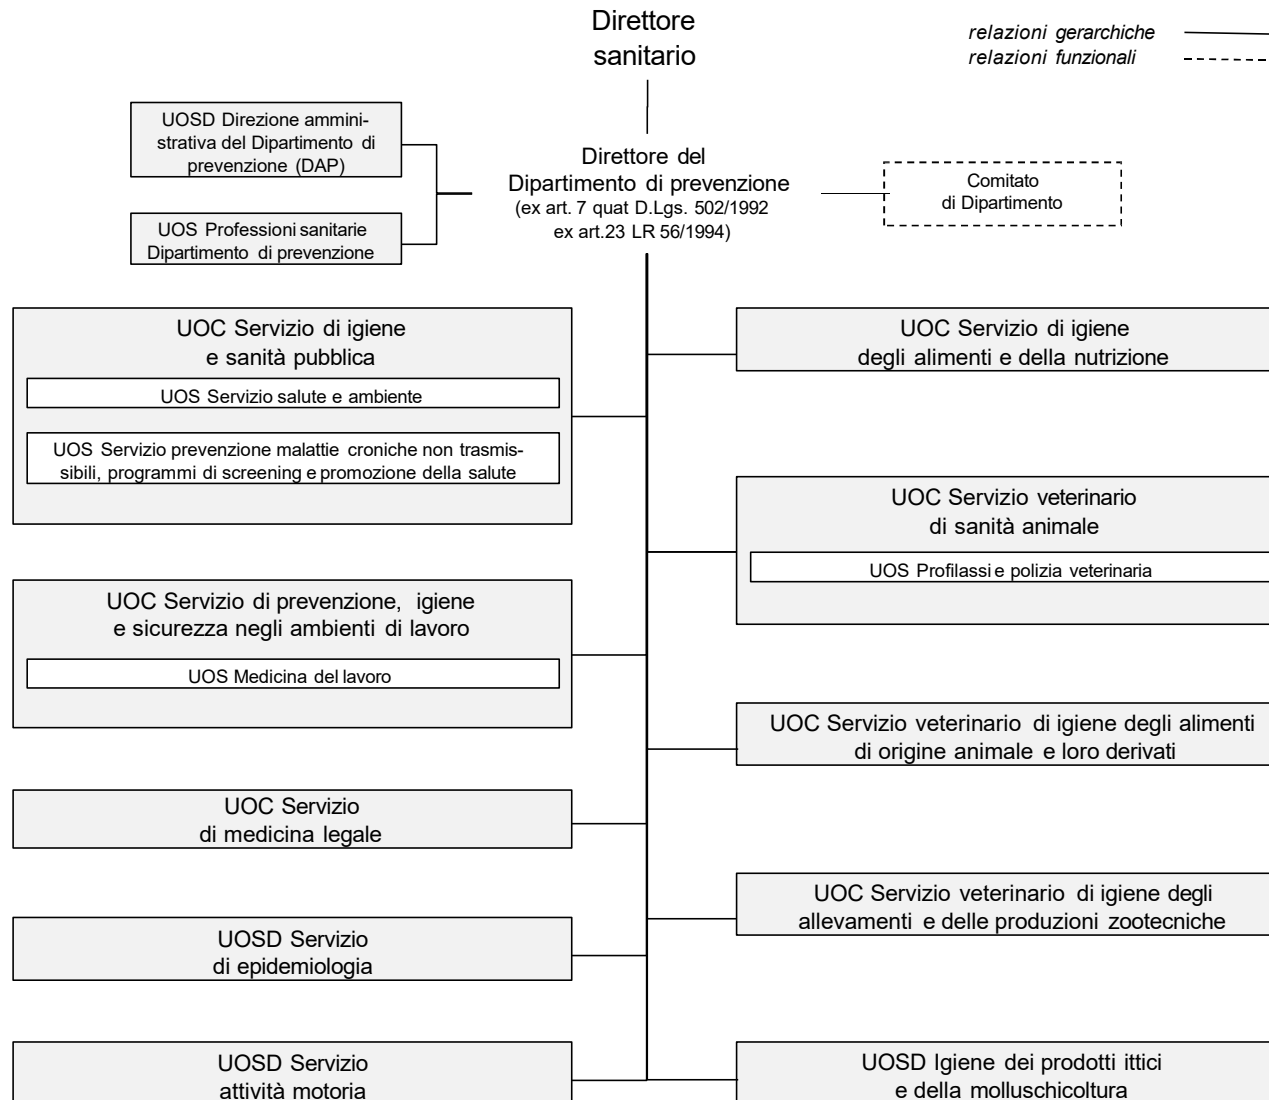 Direttore
sanitario
relazioni gerarchiche
relazioni funzionali
UOSD Direzione ammini-
strativa del Dipartimento di
prevenzione (DAP)
UOS Professioni sanitarie
Dipartimento di prevenzione
Direttore del
Dipartimento di prevenzione
(ex art. 7 quat D.Lgs. 502/1992
ex art.23 LR 56/1994)
Comitato
di Dipartimento
UOC Servizio di igiene
e sanità pubblica
UOS Servizio salute e ambiente
UOS Servizio prevenzione malattie croniche non trasmis-
sibili, programmi di screening e promozione della salute
UOC Servizio di prevenzione, igiene
e sicurezza negli ambienti di lavoro
UOS Medicina del lavoro
UOC Servizio
di medicina legale
UOSD Servizio
di epidemiologia
UOSD Servizio
attività motoria
UOC Servizio di igiene
degli alimenti e della nutrizione
UOC Servizio veterinario
di sanità animale
UOS Profilassi e polizia veterinaria
UOC Servizio veterinario di igiene degli alimenti
di origine animale e loro derivati
UOC Servizio veterinario di igiene degli
allevamenti e delle produzioni zootecniche
UOSD Igiene dei prodotti ittici
e della molluschicoltura